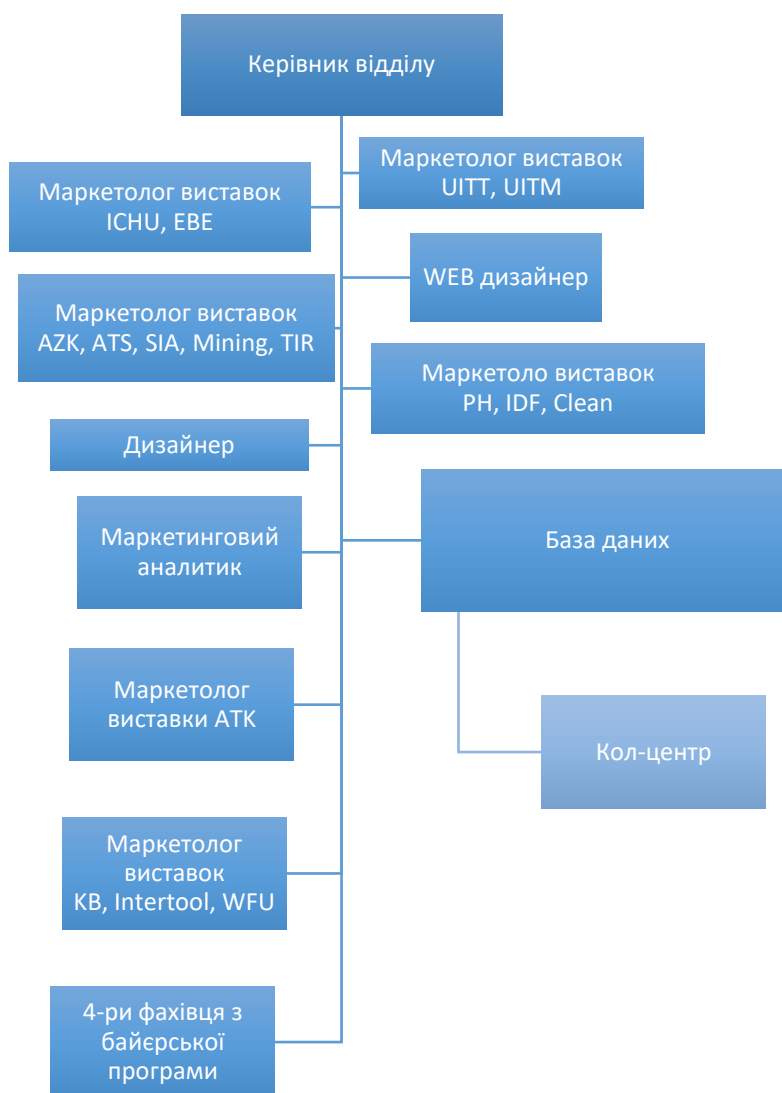 Керівник відділу
Маркетолог виставок
UITT, UITM
Маркетолог виставок
ICHU, EBE
WEB дизайнер
Маркетолог виставок
AZK, ATS, SIA, Mining, TIR
Маркетоло виставок
PH, IDF, Clean
Дизайнер
База даних
Маркетинговий
аналитик
Маркетолог
виставки АТК
Кол-центр
Маркетолог
виставок
KB, Intertool, WFU
4-ри фахівця з
байєрської
програми